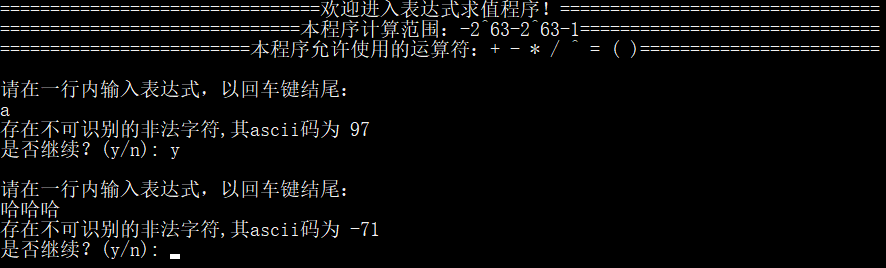 ================================欢迎进入表达式求值程序！================================
==============================本程序计算范围：-2^63-2^63-1==============================
=========================本程序允许使用的运算符：+ - * / ^ = ( )========================
请在一行内输入表达式，以回车键结尾：
a
存在不可识别的非法字符,其ascii码为 97
是否继续？(y/n): y
请在一行内输入表达式，以回车键结尾：
哈哈哈
存在不可识别的非法字符,其ascii码为 -71
是否继续？(y/n):